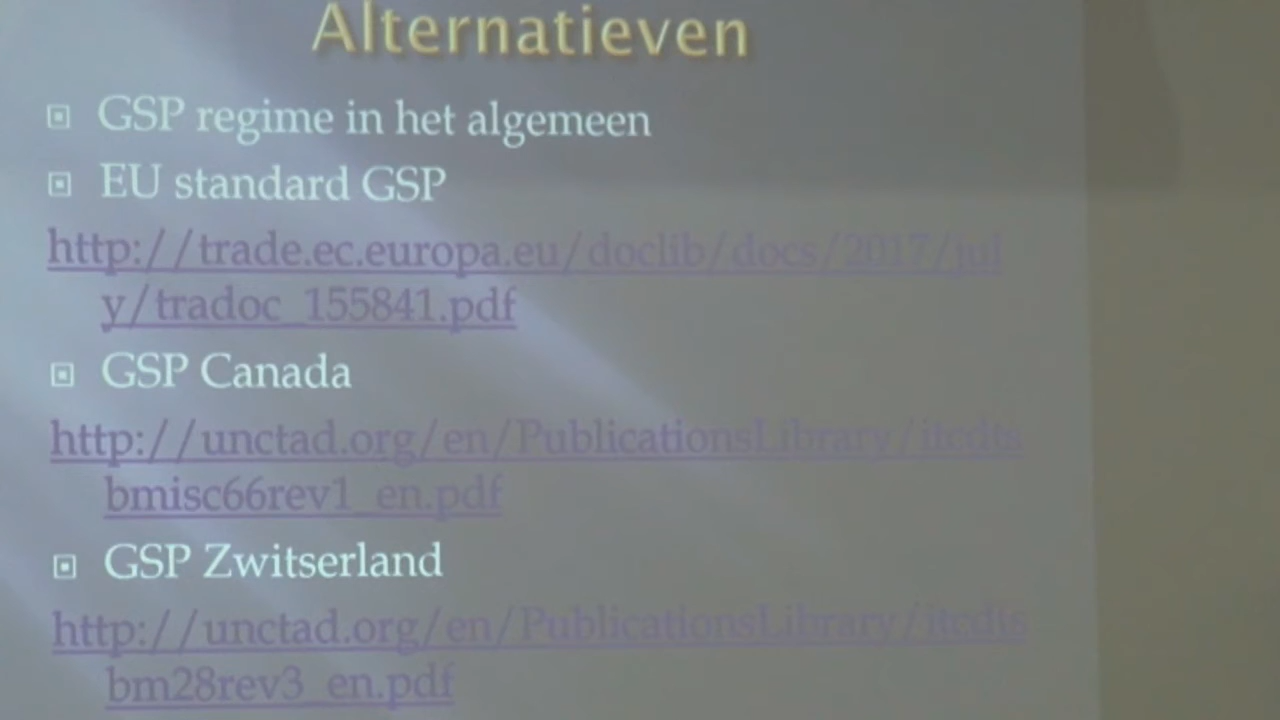 Alternatieven
GSP regime in het algemeen
EU standard GSP
http://trade.ec.europa.eu/doclib/docs/2017/jul
y/tradoc_155841.pdf
GSP Canada
http://unctad.org/en/PublicationsLibrary/itcdts
bmisc66rev1_en.pdf
GSP Zwitserland
http://unctad.org/en/PublicationsLibrary/itcdts
bm28rev3_en.pdf